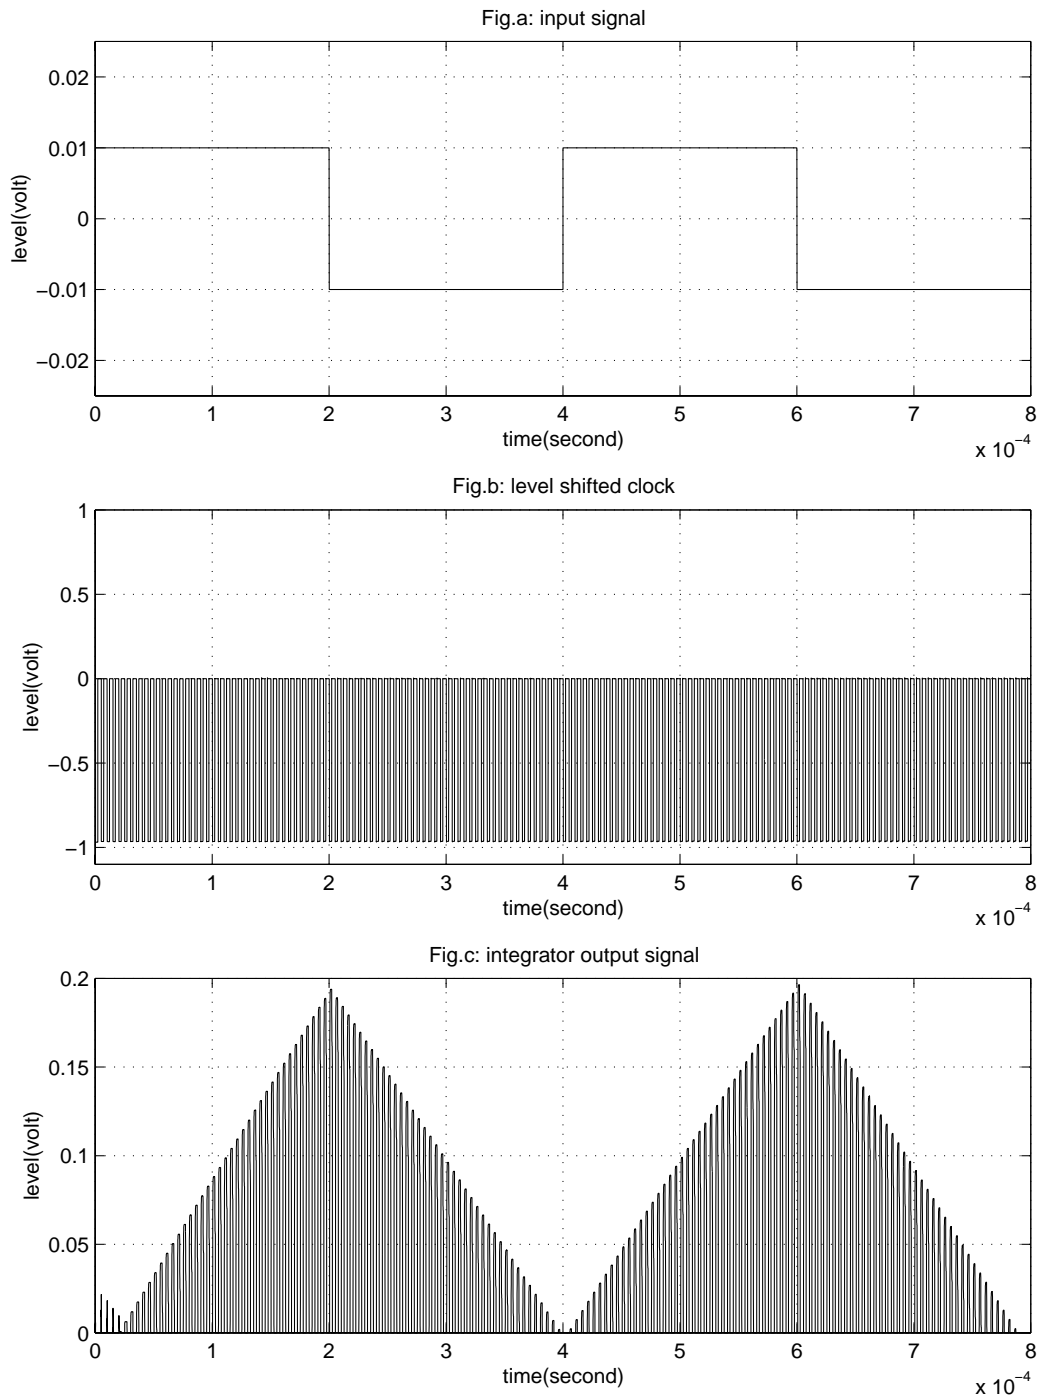 Fig.a: input signal
0.02
0.01
0
−0.01
−0.02
level(volt)
0 1 2 3 4 5 6 7 8
time(second)
x 10−4
Fig.b: level shifted clock
1
0.5
0
−0.5
−1
level(volt)
0 1 2 3 4 5 6 7 8
time(second)
x 10−4
Fig.c: integrator output signal
0.2
0.15
0.1
0.05
0
level(volt)
0 1 2 3 4 5 6 7 8
time(second)
x 10−4